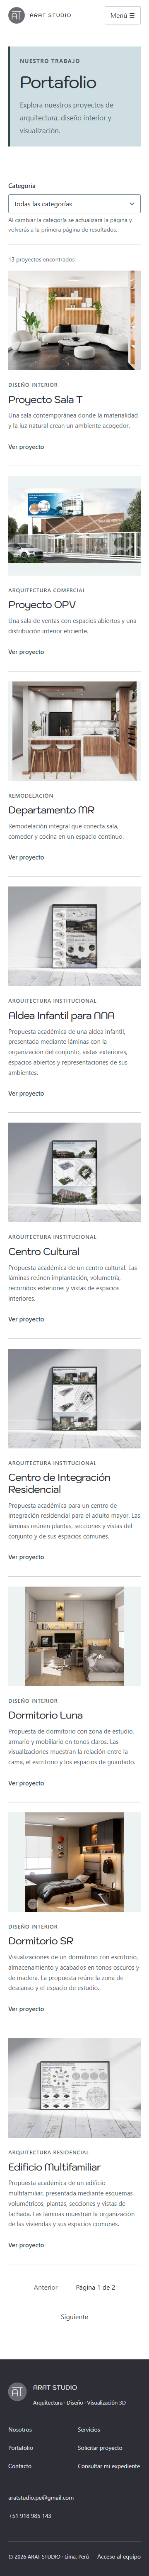 ARAT STUDIO
Menú
NUESTRO TRABAJO
Portafolio
Explora nuestros proyectos de
arquitectura, diseño interior y
visualización.
Categoría
Todas las categorías
Al cambiar la categoría se actualizará la página y
volverás a la primera página de resultados.
13 proyectos encontrados
DISEÑO INTERIOR
Proyecto Sala T
Una sala contemporánea donde la materialidad
y la luz natural crean un ambiente acogedor.
Ver proyecto
ARQUITECTURA COMERCIAL
Proyecto OPV
Una sala de ventas con espacios abiertos y una
distribución interior eficiente.
Ver proyecto
REMODELACIÓN
Departamento MR
Remodelación integral que conecta sala,
comedor y cocina en un espacio continuo.
Ver proyecto
ARQUITECTURA INSTITUCIONAL
Aldea Infantil para NNA
Propuesta académica de una aldea infantil,
presentada mediante láminas con la
organización del conjunto, vistas exteriores,
espacios abiertos y representaciones de sus
ambientes.
Ver proyecto
ARQUITECTURA INSTITUCIONAL
Centro Cultural
Propuesta académica de un centro cultural. Las
láminas reúnen implantación, volumetría,
recorridos exteriores y vistas de espacios
interiores.
Ver proyecto
ARQUITECTURA INSTITUCIONAL
Centro de Integración
Residencial
Propuesta académica para un centro de
integración residencial para el adulto mayor. Las
láminas reúnen plantas, secciones y vistas del
conjunto y de sus espacios comunes.
Ver proyecto
DISEÑO INTERIOR
Dormitorio Luna
Propuesta de dormitorio con zona de estudio,
armario y mobiliario en tonos claros. Las
visualizaciones muestran la relación entre la
cama, el escritorio y los espacios de guardado.
Ver proyecto
DISEÑO INTERIOR
Dormitorio SR
Visualizaciones de un dormitorio con escritorio,
almacenamiento y acabados en tonos oscuros y
de madera. La propuesta reúne la zona de
descanso y el espacio de estudio.
Ver proyecto
ARQUITECTURA RESIDENCIAL
Edificio Multifamiliar
Propuesta académica de un edificio
multifamiliar, presentada mediante esquemas
volumétricos, plantas, secciones y vistas de
fachada. Las láminas muestran la organización
de las viviendas y sus espacios comunes.
Ver proyecto
Anterior Página 1 de 2
Siguiente
ARAT STUDIO
Arquitectura · Diseño · Visualización 3D
Nosotros Servicios
Portafolio Solicitar proyecto
Contacto Consultar mi expediente
aratstudio.pe@gmail.com
+51 918 985 143
© 2026 ARAT STUDIO · Lima, Perú Acceso al equipo